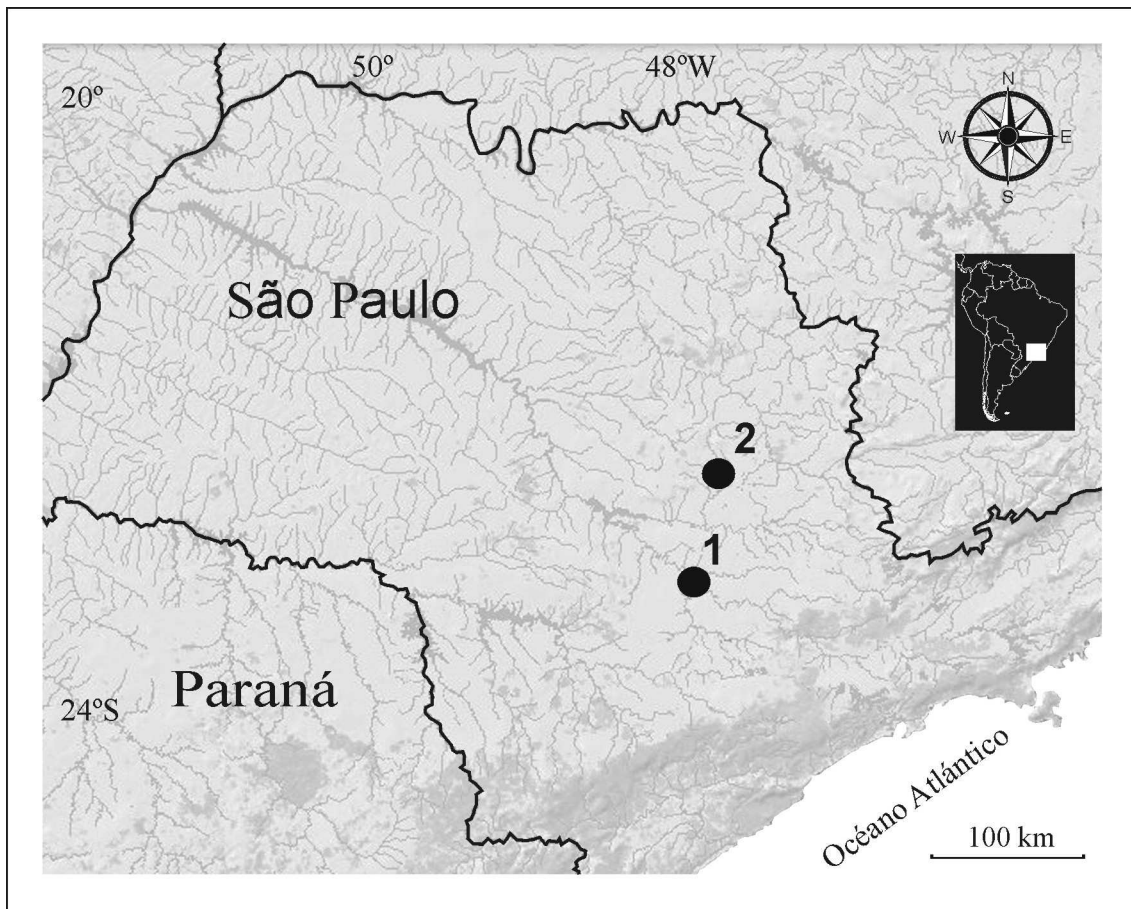 50º
48ºW
20º
N
W
E
S
São Paulo
2
1
Paraná
24ºS
Océano Atlántico
100 km